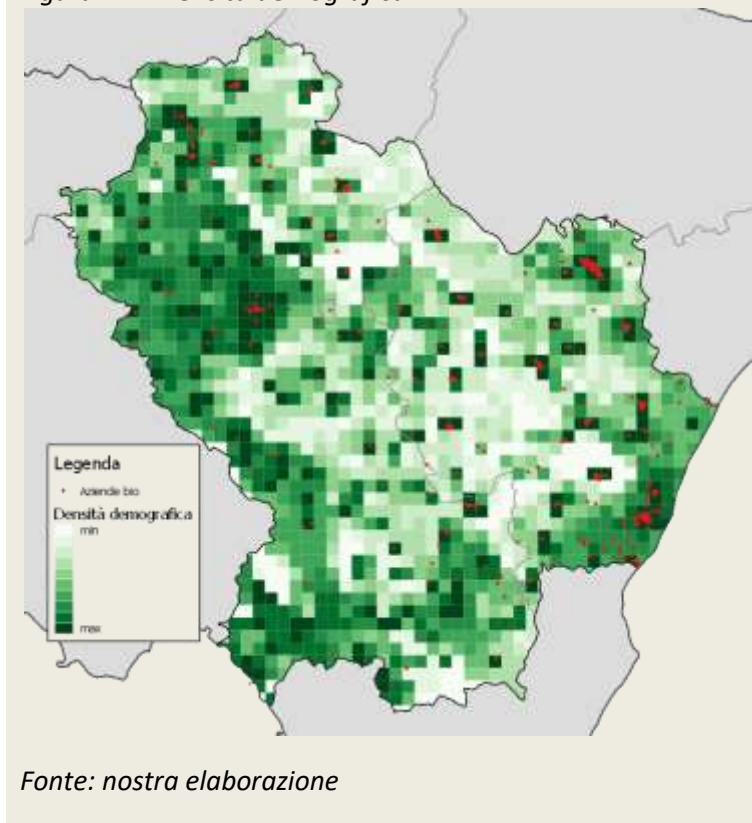 Legenda
Aziende bio
Densità demografica
min
max
Fonte: nostra elaborazione